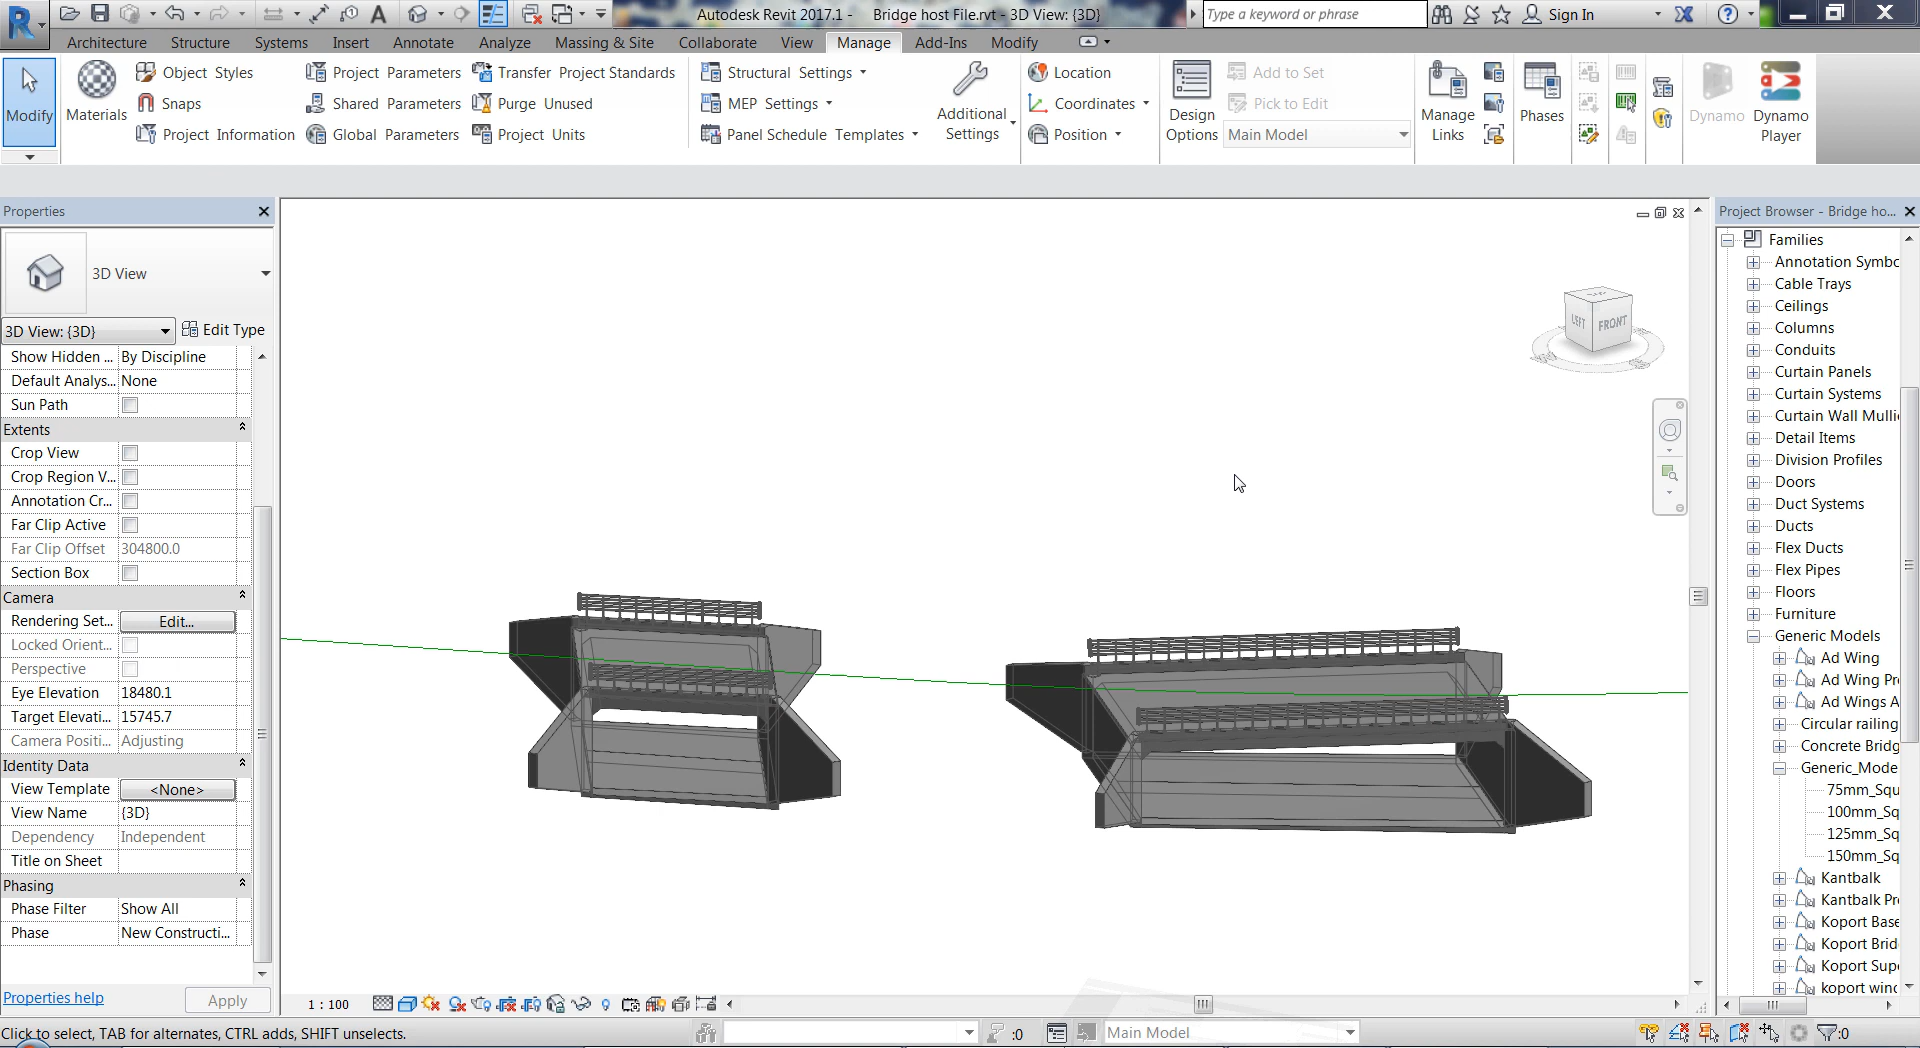 Autodesk Revit 2017.1 - Bridge host File.rvt - 3D View: {3D}
Type a keyword or phrase
Sign In
Architecture Structure Systems Insert Annotate Analyze Massing & Site Collaborate View Manage Add-Ins Modify
Modify
Materials
Object Styles
Snaps
Project Information
Project Parameters
Shared Parameters
Global Parameters
Transfer Project Standards
Purge Unused
Project Units
Structural Settings
MEP Settings
Panel Schedule Templates
Additional
Settings
Location
Coordinates
Position
Design
Options
Add to Set
Pick to Edit
Main Model
Manage
Links
Phases
Dynamo
Dynamo
Player
Properties
3D View
3D View: {3D}
Edit Type
Show Hidden ... By Discipline
Default Analys... None
Sun Path
Extents
Crop View
Crop Region V...
Annotation Cr...
Far Clip Active
Far Clip Offset 304800.0
Section Box
Camera
Rendering Set... Edit...
Locked Orient...
Perspective
Eye Elevation 18480.1
Target Elevati... 15745.7
Camera Positi... Adjusting
Identity Data
View Template <None>
View Name {3D}
Dependency Independent
Title on Sheet
Phasing
Phase Filter Show All
Phase New Constructi...
Properties help
Apply
LEFT
FRONT
1 : 100
Project Browser - Bridge ho...
Families
Annotation Symbo
Cable Trays
Ceilings
Columns
Conduits
Curtain Panels
Curtain Systems
Curtain Wall Mulli
Detail Items
Division Profiles
Doors
Duct Systems
Ducts
Flex Ducts
Flex Pipes
Floors
Furniture
Generic Models
Ad Wing
Ad Wing Pr
Ad Wings A
Circular railing
Concrete Bridg
Generic_Mode
75mm_Squ
100mm_Sq
125mm_Sq
150mm_Sq
Kantbalk
Kantbalk Pr
Koport Base
Koport Brid
Koport Supe
koport wing
Click to select, TAB for alternates, CTRL adds, SHIFT unselects.
:0
Main Model
:0